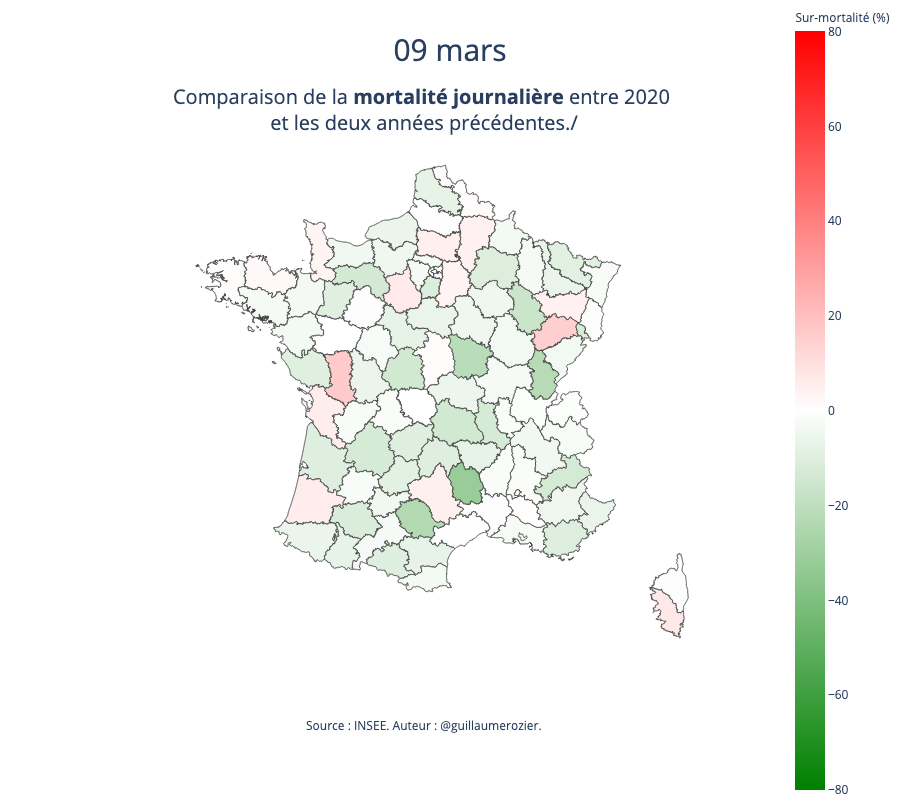 Sur-mortalité (%)
09 mars
Comparaison de la mortalité journalière entre 2020
et les deux années précédentes./
80
60
40
20
0
−20
−40
−60
−80
Source : INSEE. Auteur : @guillaumerozier.